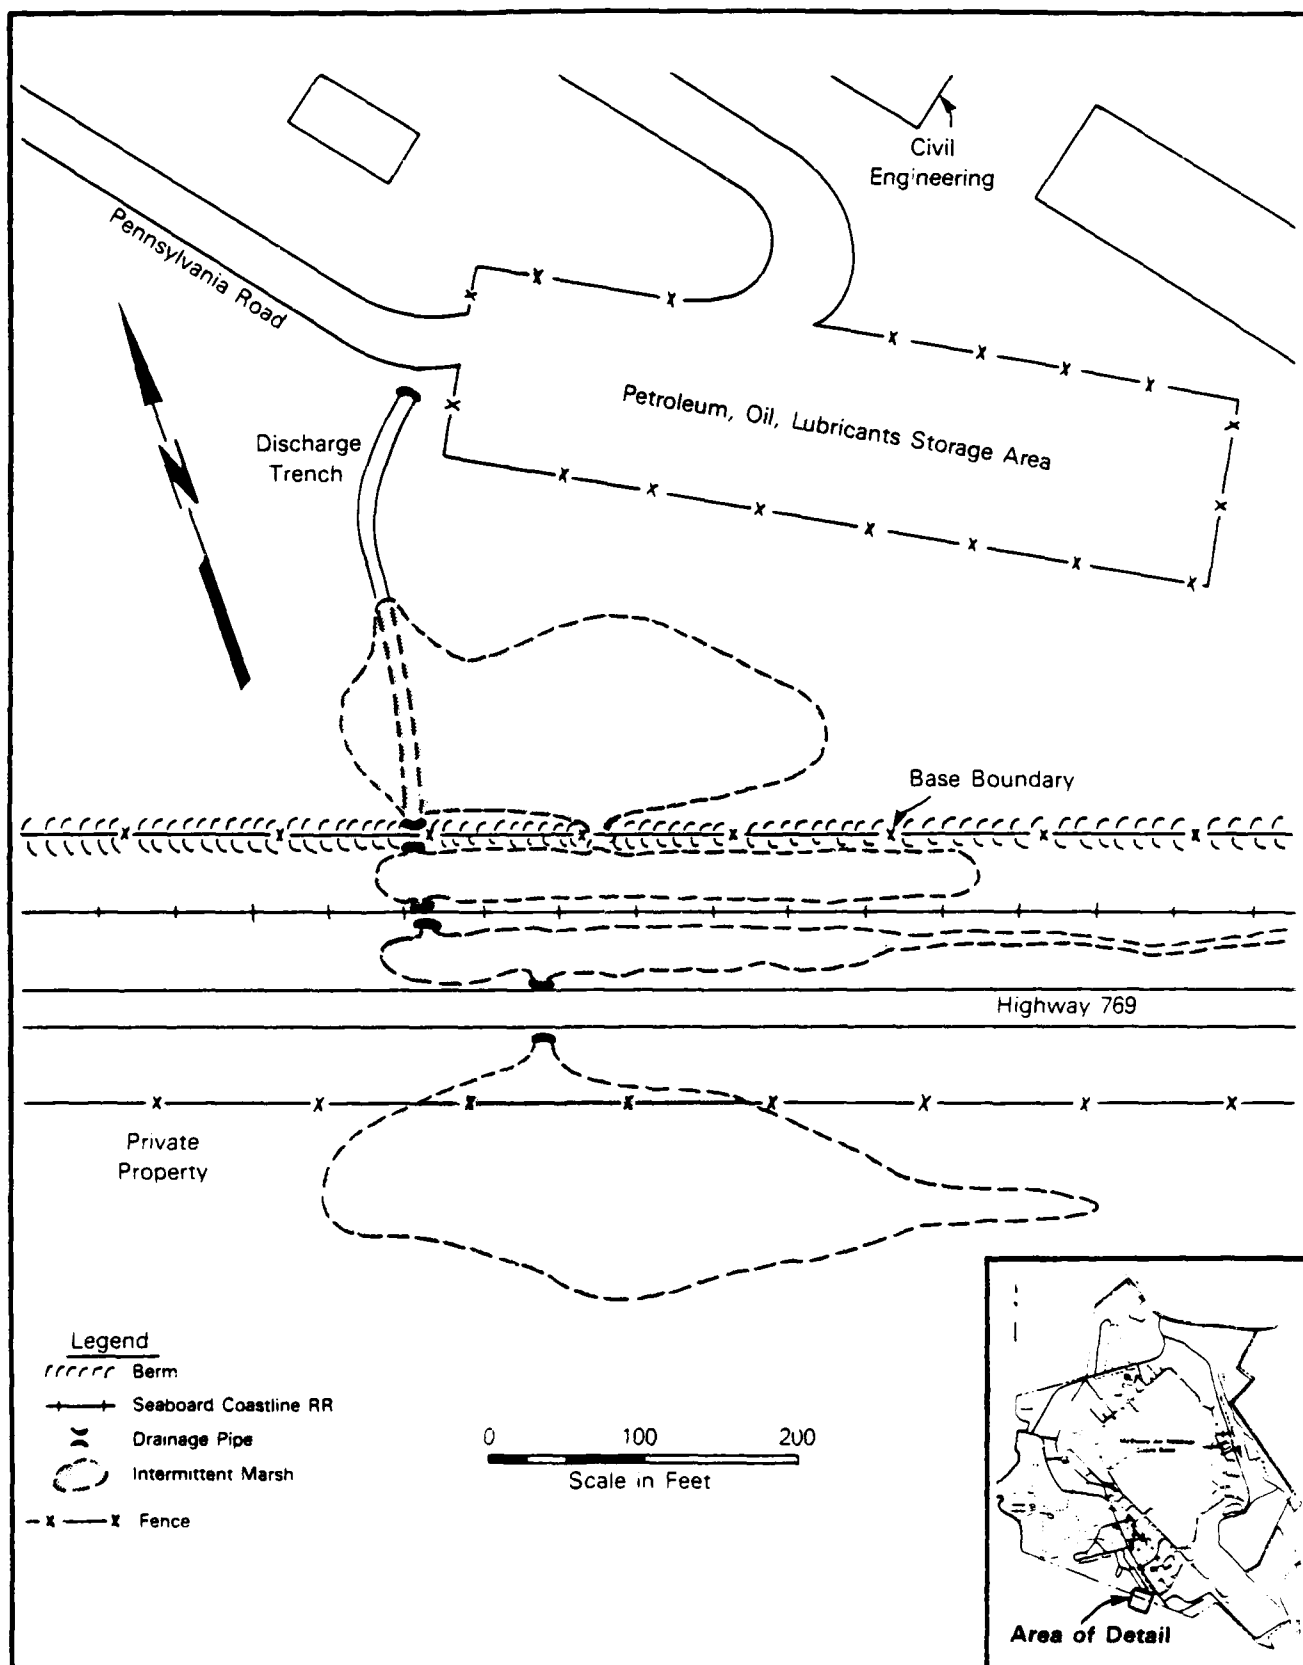 Civil
Engineering
Pennsylvania Road
Petroleum, Oil, Lubricants Storage Area
Discharge
Trench
Base Boundary
Highway 769
Private
Property
Legend
Berm
Seaboard Coastline RR
Drainage Pipe
Intermittent Marsh
Fence
0 100 200
Scale in Feet
Area of Detail